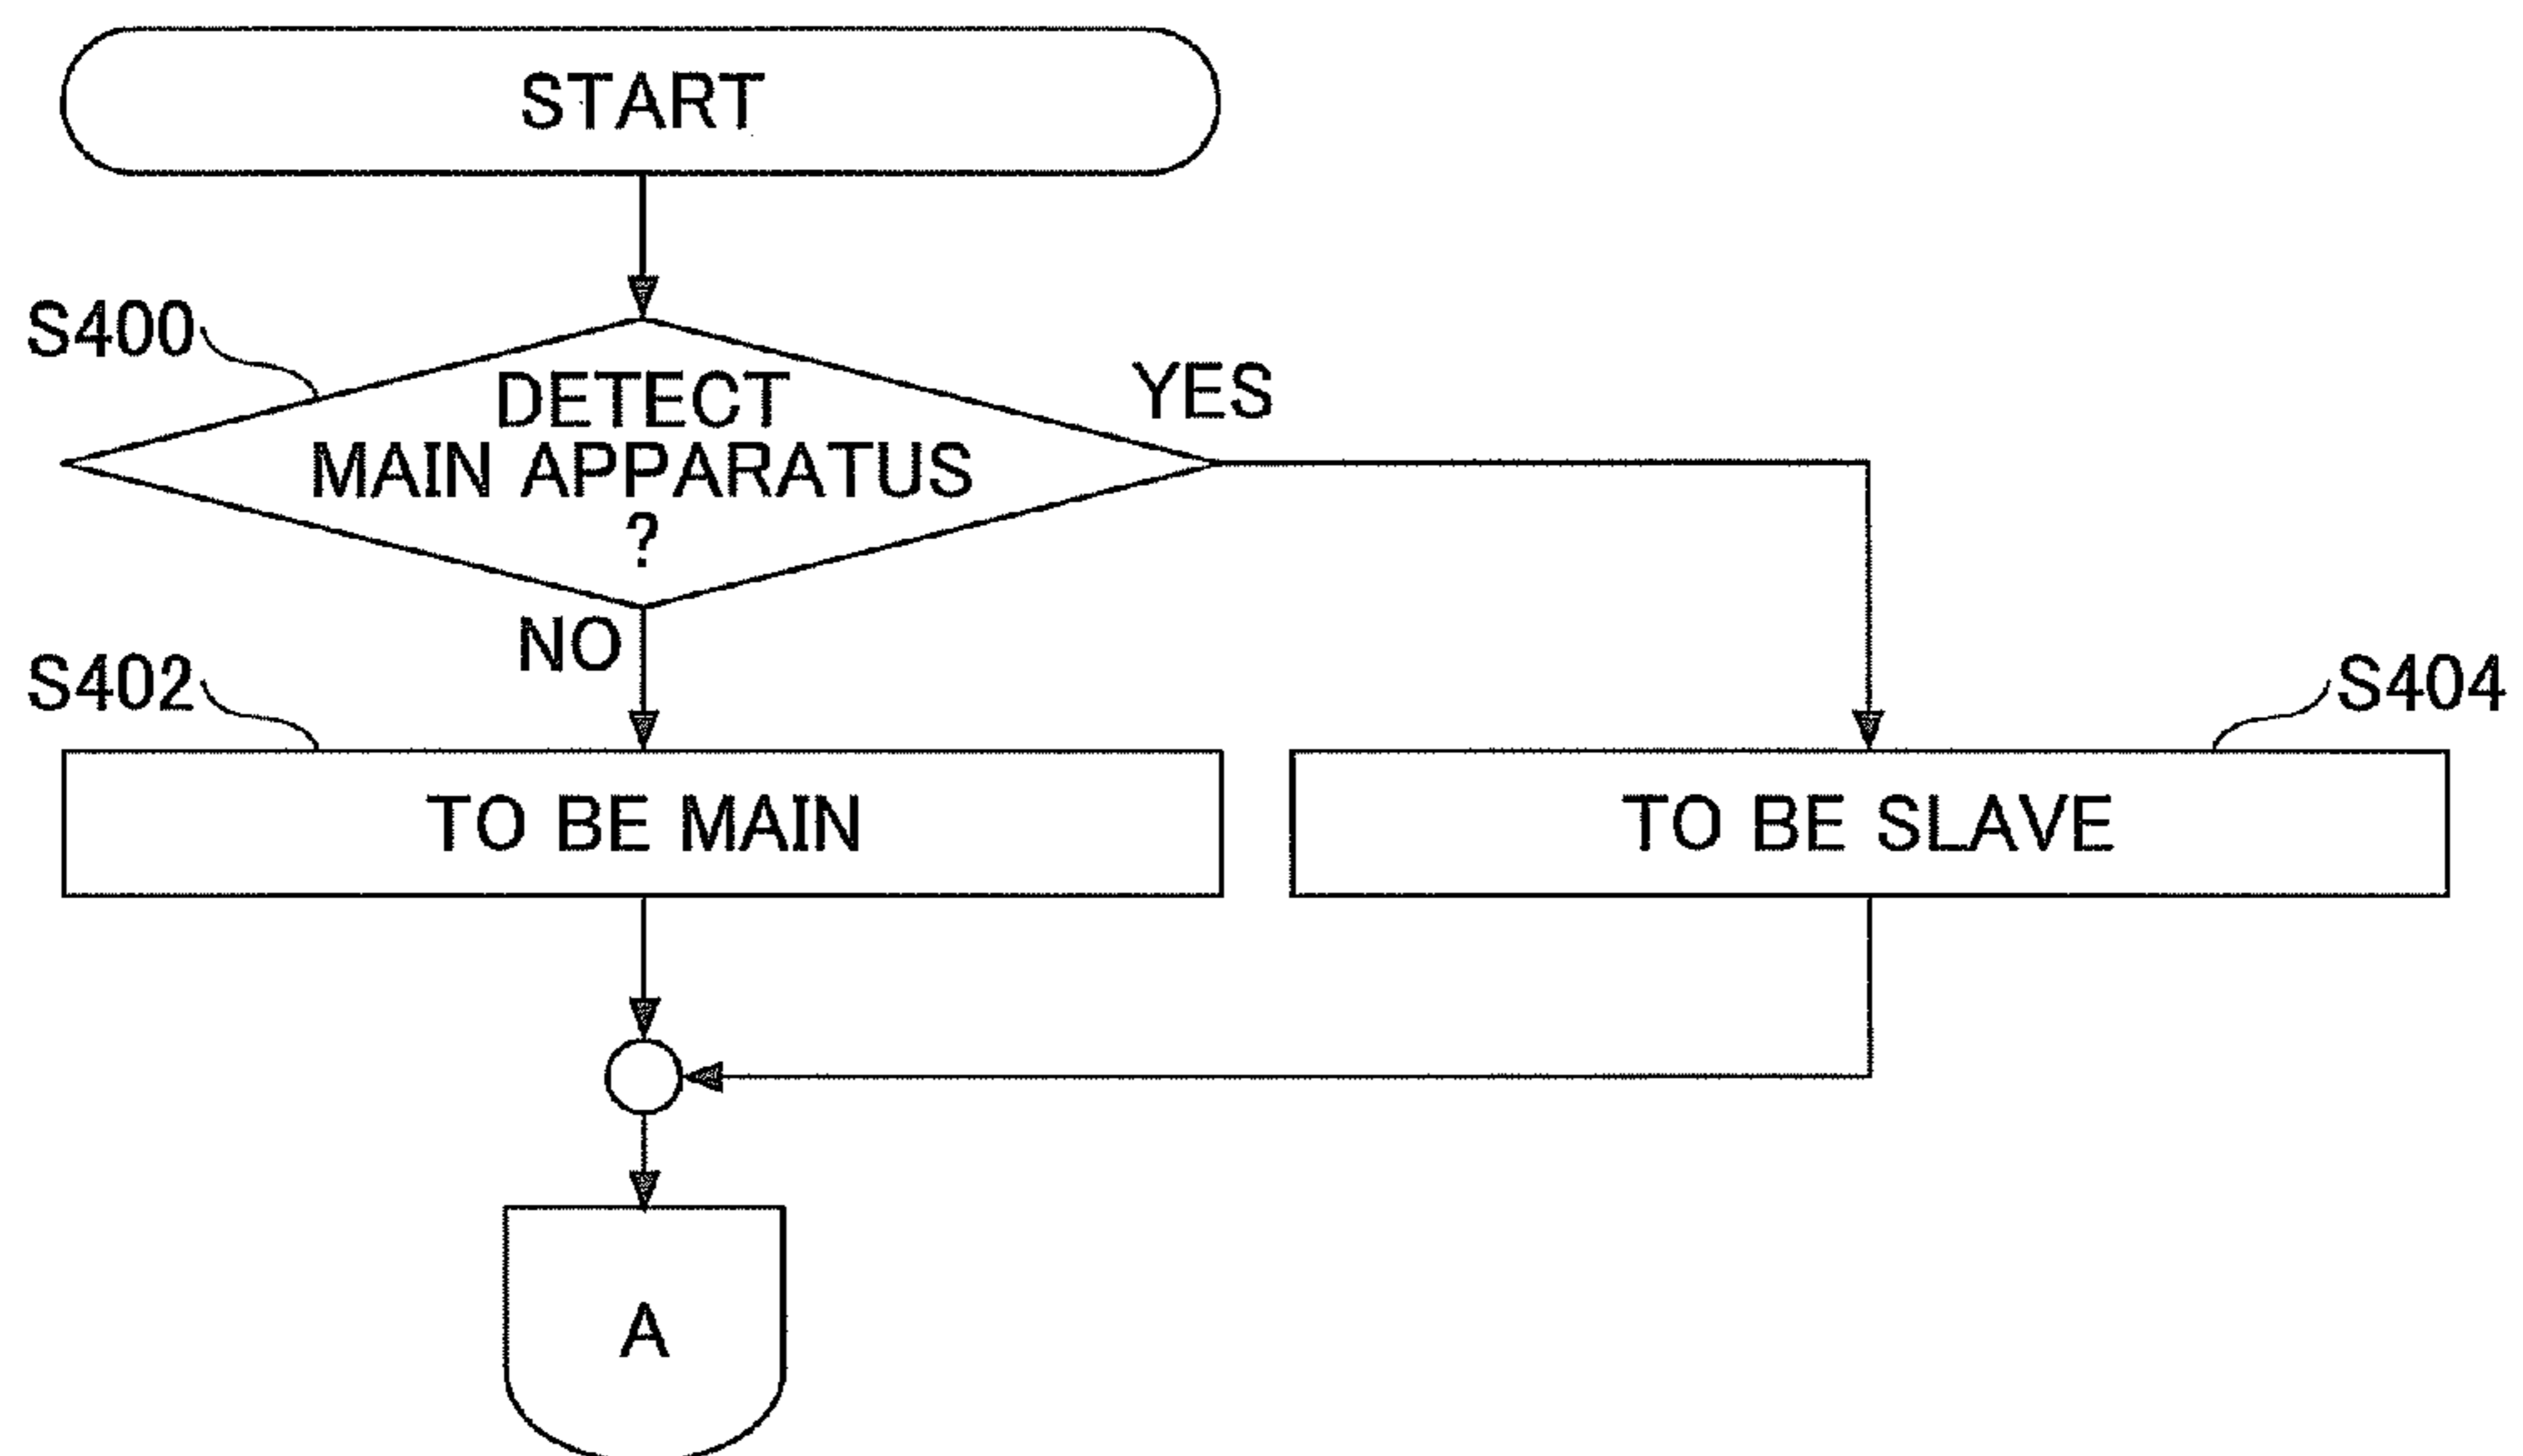 START
S400
DETECT
MAIN APPARATUS
?
YES
NO
S402
S404
TO BE MAIN
TO BE SLAVE
A